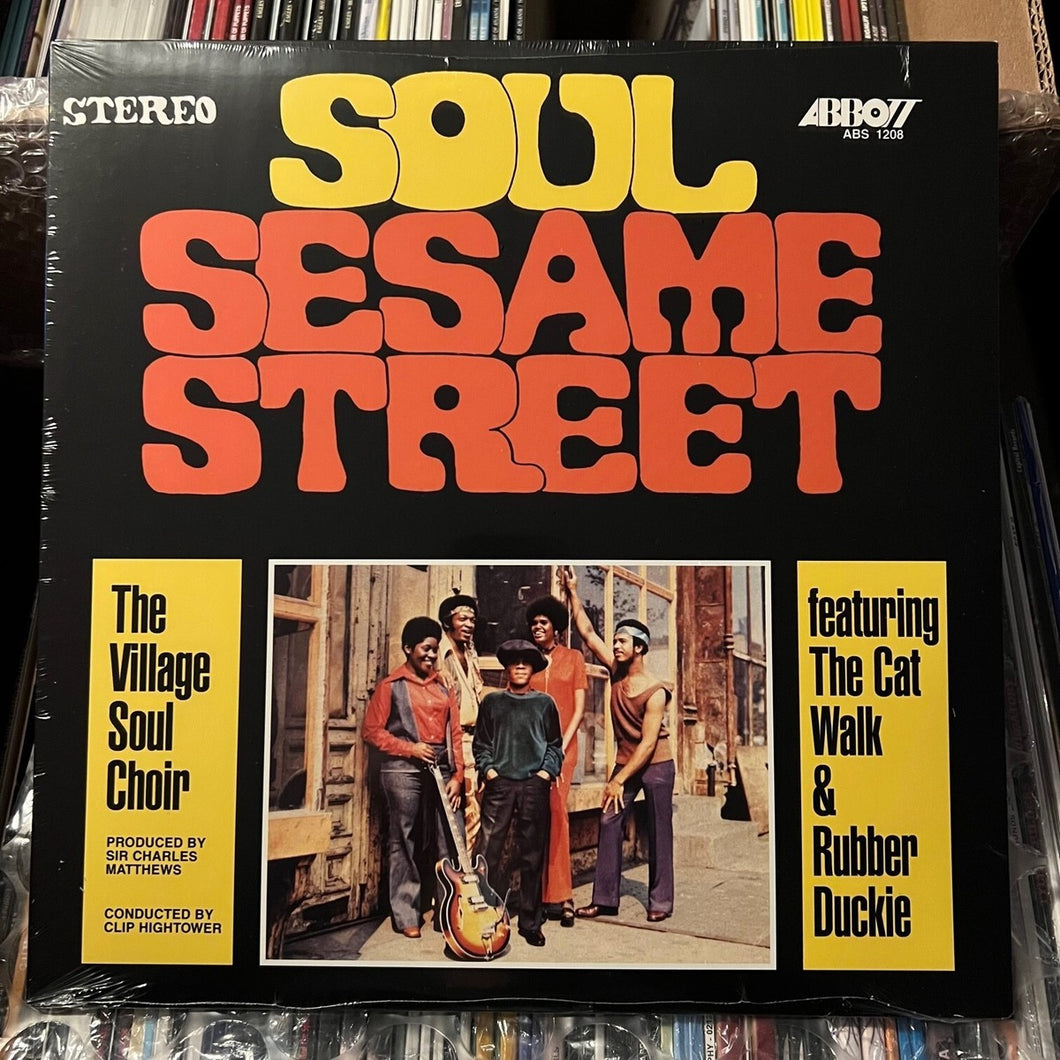 STEREO
SOUL
ABBOTT
ABS 1208
SESAME
STREET
The
Village
Soul
Choir
PRODUCED BY
SIR CHARLES
MATTHEWS
CONDUCTED BY
CLIP HIGHTOWER
featuring
The Cat
Walk
&
Rubber
Duckie